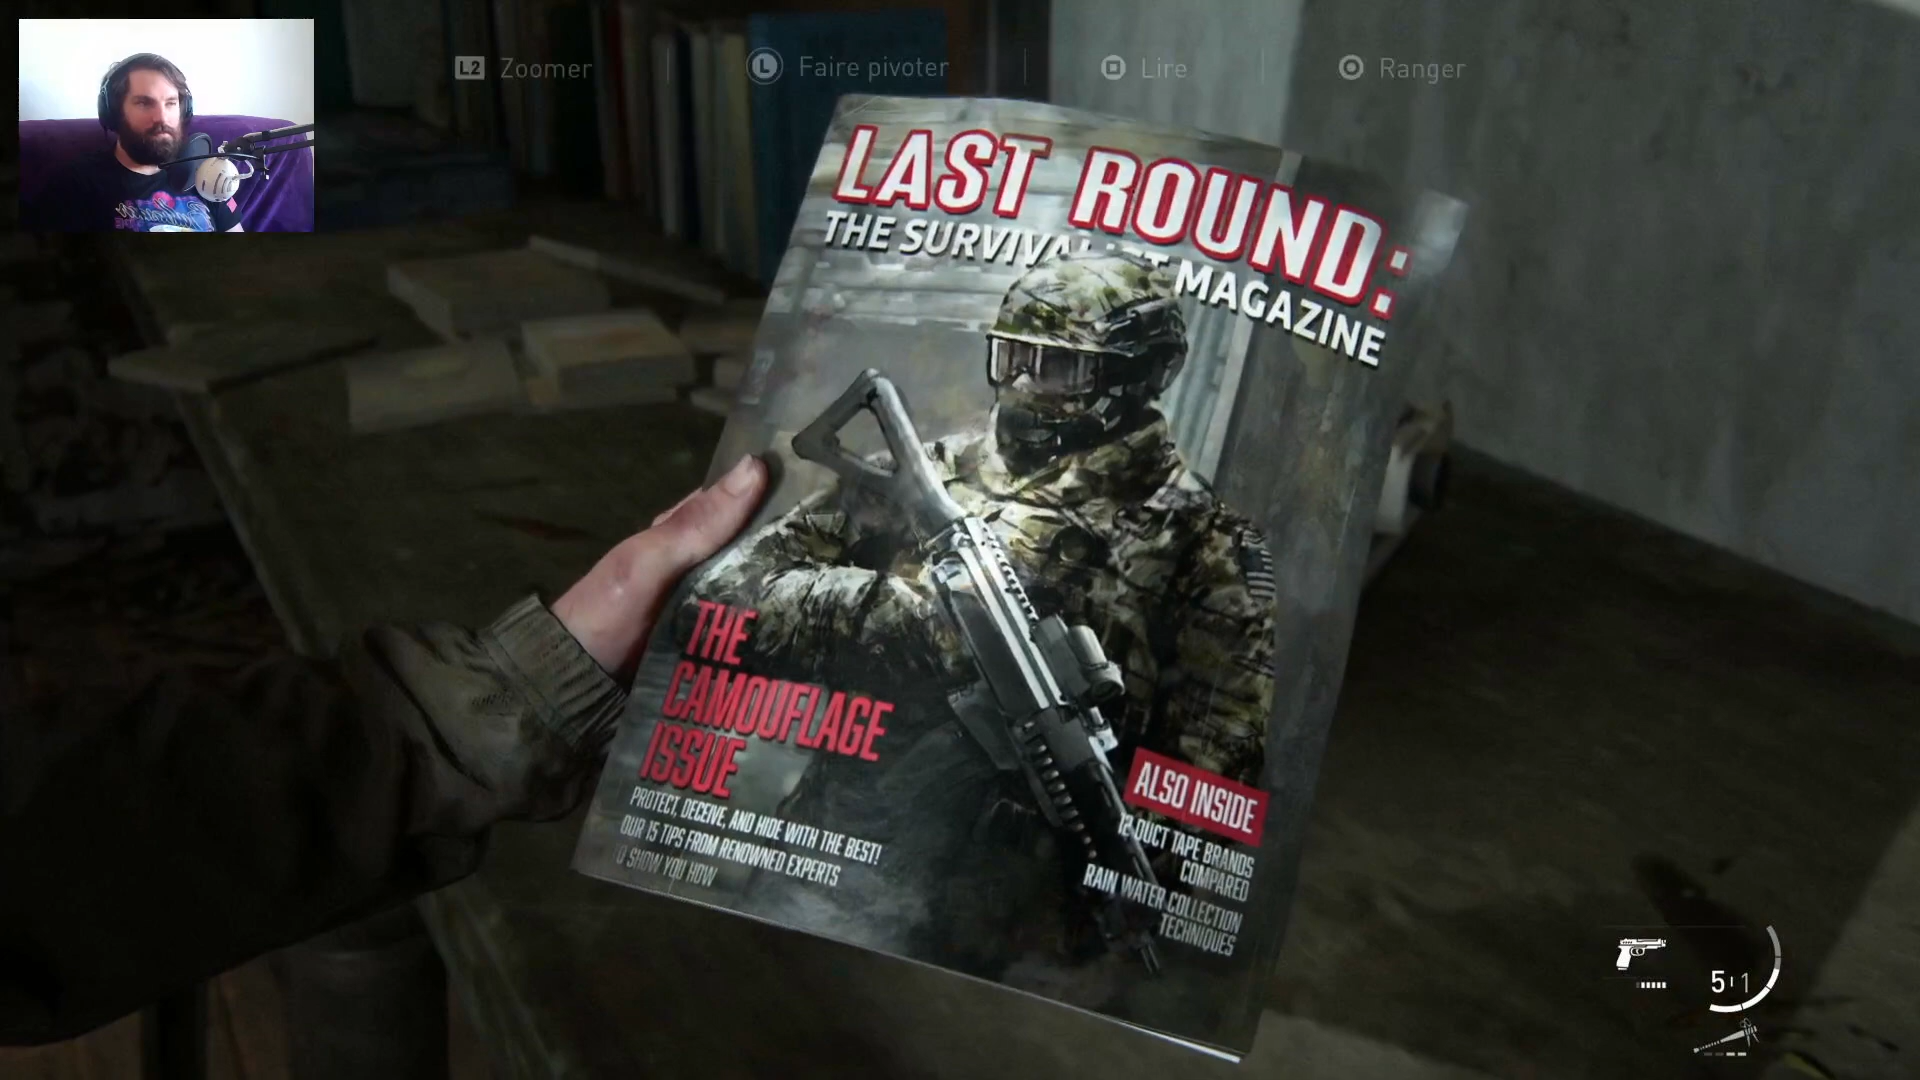 L2 Zoomer
L Faire pivoter
Lire
Ranger
LAST ROUND:
THE MAGAZINE
THE
CAMOUFLAGE
ISSUE
PROTECT, DECEIVE, AND HIDE WITH THE BEST!
OUR 15 TIPS FROM RENOWNED EXPERTS
TO SHOW YOU HOW
ALSO INSIDE
12 DUCT TAPE BRANDS
COMPARED
RAIN WATER COLLECTION
TECHNIQUES
5 1